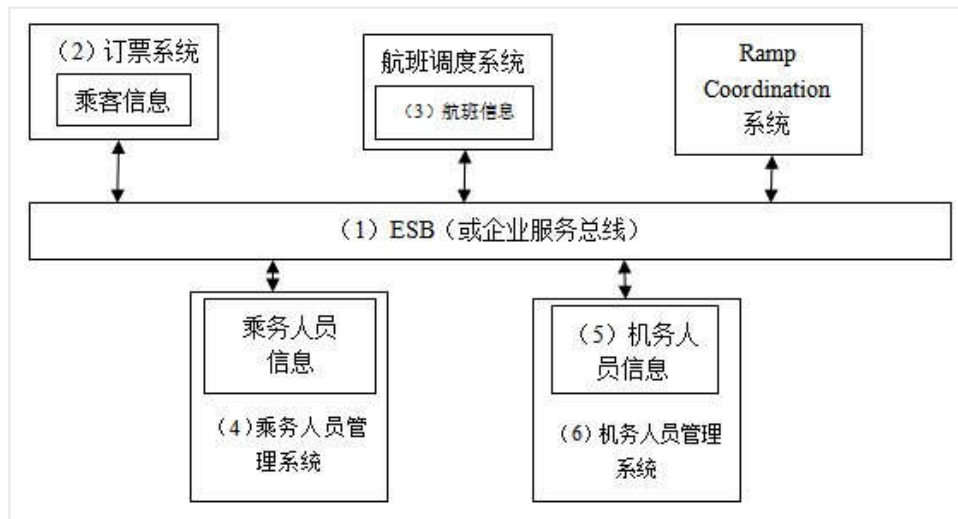 （2）订票系统
乘客信息
航班调度系统
（3）航班信息
Ramp
Coordination
系统
（1）ESB（或企业服务总线）
乘务人员
信息
（4）乘务人员管
理系统
（5）机务人
员信息
（6）机务人员管理
系统